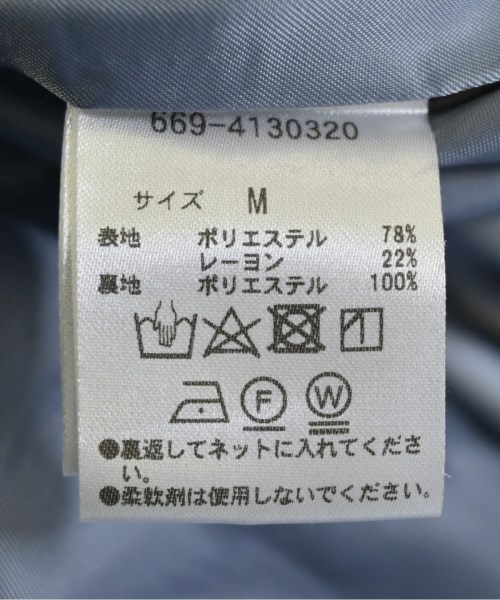 669-4130320
サイズ M
表地 ポリエステル 78%
レーヨン 22%
裏地 ポリエステル 100%
F W
●裏返してネットに入れてくださ
い。
●柔軟剤は使用しないでください。